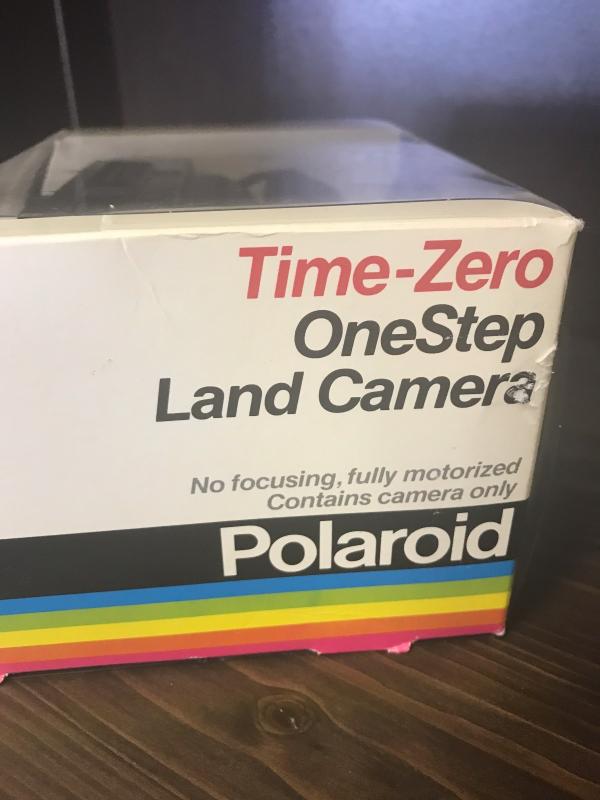 Time-Zero
OneStep
Land Camera
No focusing, fully motorized
Contains camera only
Polaroid